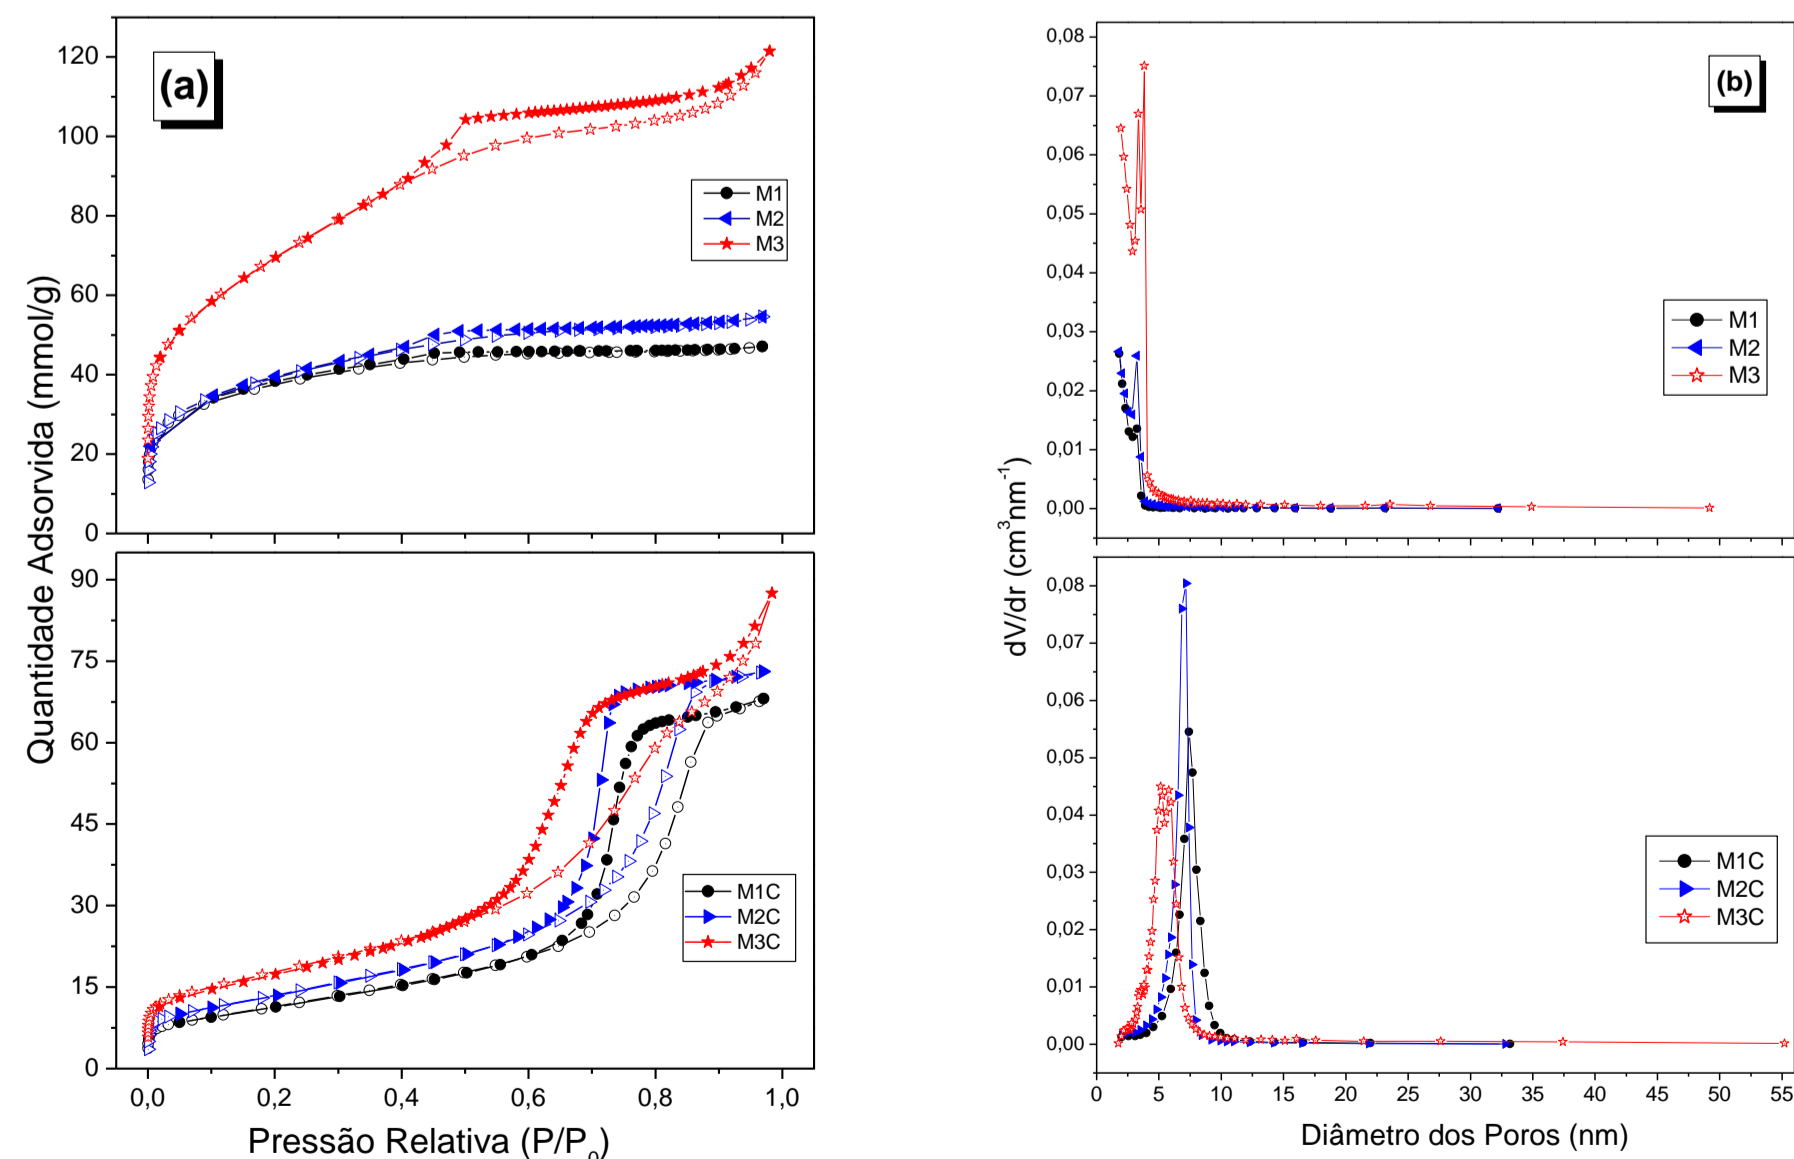 (a)
120
100
80
60
40
20
0
M1
M2
M3
90
75
60
45
30
15
0
M1C
M2C
M3C
0,0 0,2 0,4 0,6 0,8 1,0
Quantidade Adsorvida (mmol/g)
Pressão Relativa (P/P₀)
(b)
0,08
0,07
0,06
0,05
0,04
0,03
0,02
0,01
0,00
M1
M2
M3
0,08
0,07
0,06
0,05
0,04
0,03
0,02
0,01
0,00
M1C
M2C
M3C
0 5 10 15 20 25 30 35 40 45 50 55
dV/dr (cm³nm⁻¹)
Diâmetro dos Poros (nm)